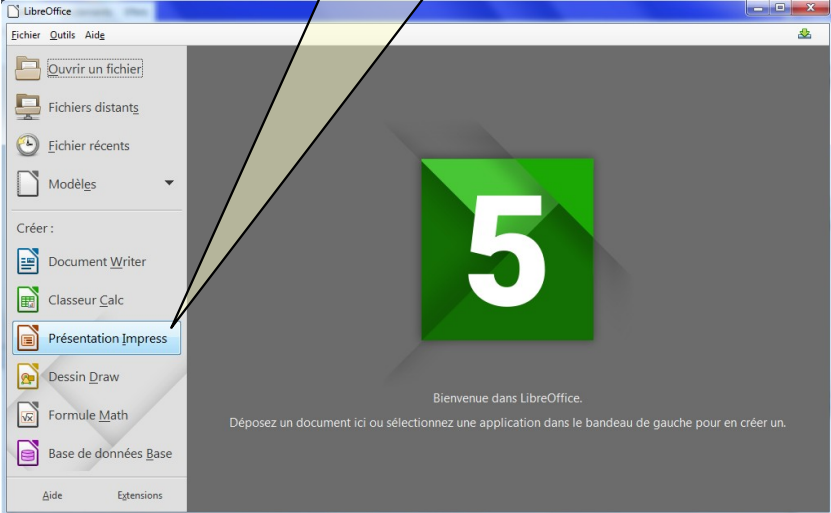 LibreOffice
Fichier Outils Aide
Ouvrir un fichier
Fichiers distants
Fichier récents
Modèles
Créer :
Document Writer
Classeur Calc
Présentation Impress
Dessin Draw
Formule Math
Base de données Base
Aide Extensions
5
Bienvenue dans LibreOffice.
Déposez un document ici ou sélectionnez une application dans le bandeau de gauche pour en créer un.